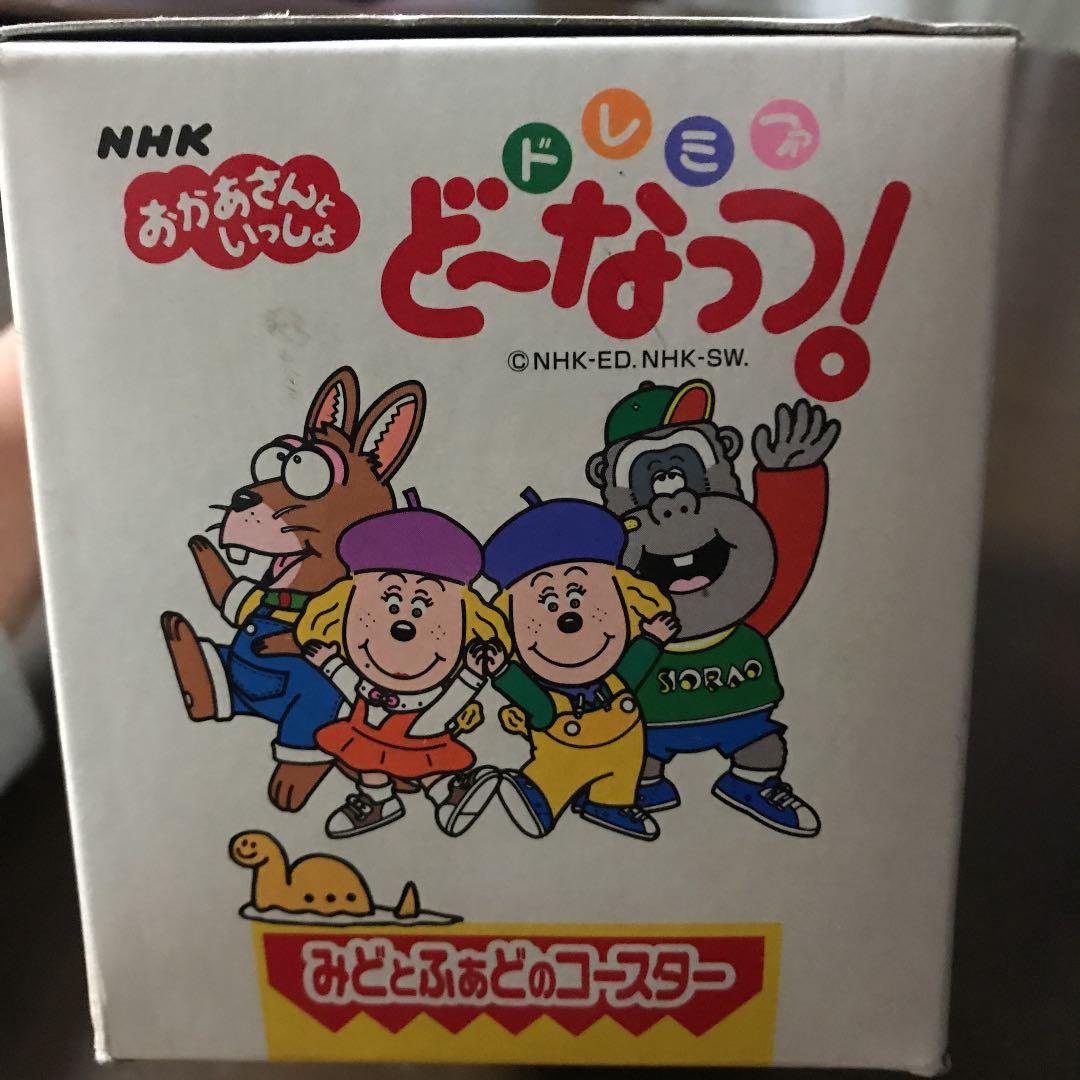 NHK
おかあさんと
いっしょ
ドレミファ
ど〜なっつ!
©NHK-ED. NHK-SW.
SORAO
みどとふぁどのコースター